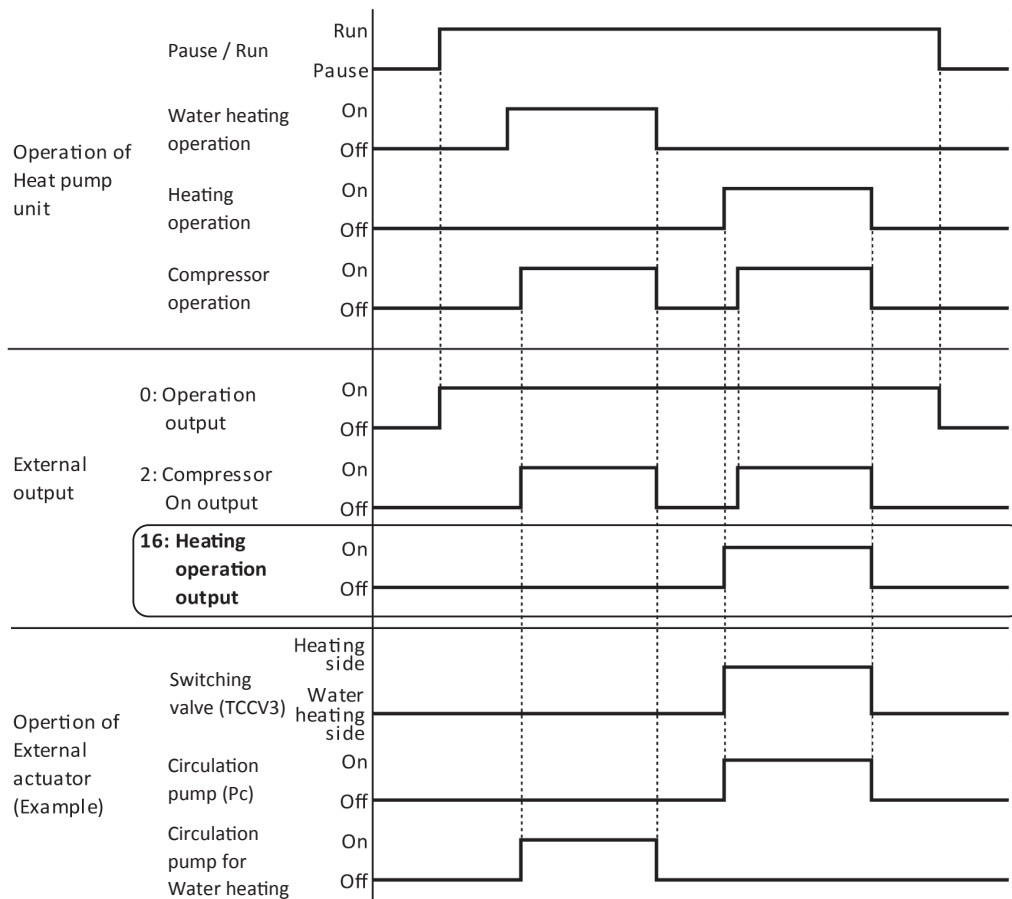 Run
Pause / Run
Pause
On
Water heating
operation
Off
Operation of
Heat pump
unit
On
Heating
operation
Off
On
Compressor
operation
Off
On
0: Operation
output
Off
External
output
On
2: Compressor
On output
Off
16: Heating
operation
output
On
Off
Heating
side
Switching
valve (TCCV3)
Water
heating
side
Opertion of
External
actuator
(Example)
On
Circulation
pump (Pc)
Off
Circulation
pump for
Water heating
On
Off